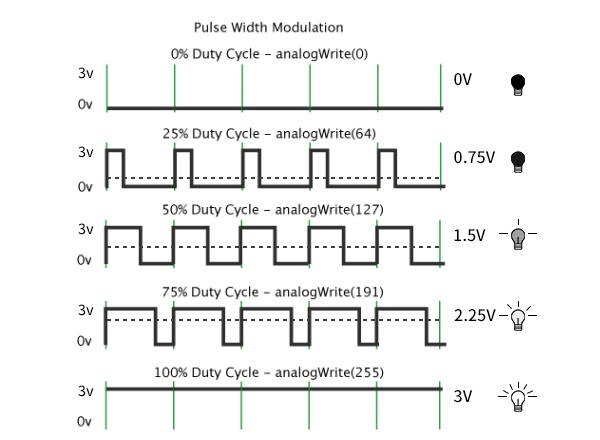 Pulse Width Modulation
0% Duty Cycle – analogWrite(0)
3v
0v
0V
25% Duty Cycle – analogWrite(64)
3v
0v
0.75V
50% Duty Cycle – analogWrite(127)
3v
0v
1.5V
75% Duty Cycle – analogWrite(191)
3v
0v
2.25V
100% Duty Cycle – analogWrite(255)
3v
0v
3V